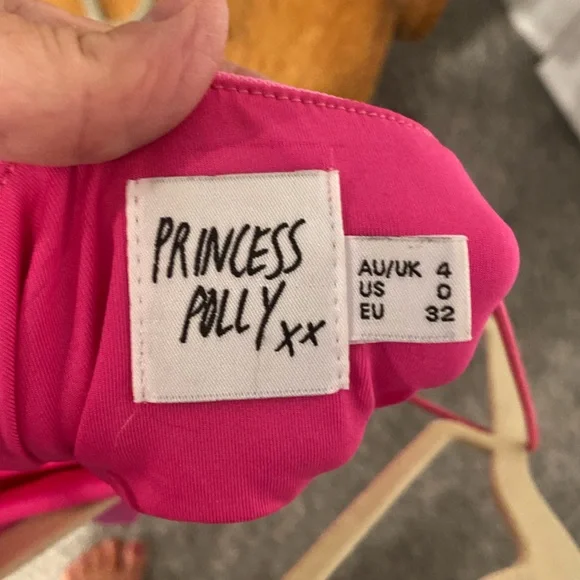 PRINCESS
POLLY xx
AU/UK 4
US 0
EU 32